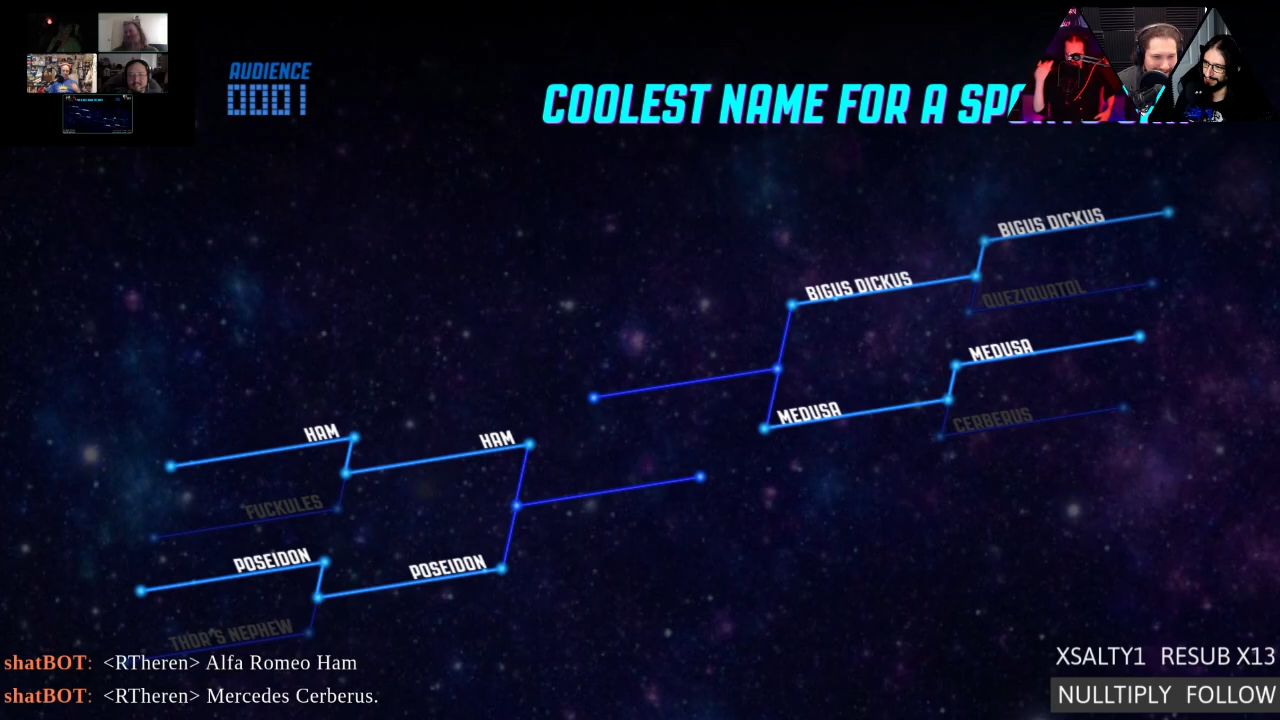 AUDIENCE
0001
COOLEST NAME FOR A SPORTS
BIGUS DICKUS
BIGUS DICKUS
QUEZIQUATOL
MEDUSA
MEDUSA
CERBERUS
HAM
HAM
FUCKULES
POSEIDON
POSEIDON
THOR'S NEPHEW
shatBOT: <RTheren> Alfa Romeo Ham
shatBOT: <RTheren> Mercedes Cerberus.
XSALTY1 RESUB X13
NULLTIPLY FOLLOW